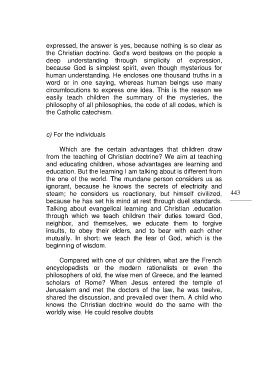 expressed, the answer is yes, because nothing is so clear as
the Christian doctrine. God's word bestows on the people a
deep understanding through simplicity of expression,
because God is simplest spirit, even though mysterious for
human understanding. He encloses one thousand truths in a
word or in one saying, whereas human beings use many
circumlocutions to express one idea. This is the reason we
easily teach children the summary of the mysteries, the
philosophy of all philosophies, the code of all codes, which is
the Catholic catechism.
c) For the individuals
Which are the certain advantages that children draw
from the teaching of Christian doctrine? We aim at teaching
and educating children, whose advantages are learning and
education. But the learning I am talking about is different from
the one of the world. The mundane person considers us as
ignorant, because he knows the secrets of electricity and
steam; he considers us reactionary, but himself civilized,
because he has set his mind at rest through duel standards.
Talking about evangelical learning and Christian ,education
through which we teach children their duties toward God,
neighbor, and themselves, we educate them to forgive
insults, to obey their elders, and to bear with each other
mutually. In short: we teach the fear of God, which is the
beginning of wisdom.
443
Compared with one of our children, what are the French
encyclopedists or the modern rationalists or even the
philosophers of old, the wise men of Greece, and the learned
scholars of Rome? When Jesus entered the temple of
Jerusalem and met the doctors of the law, he was twelve,
shared the discussion, and prevailed over them. A child who
knows the Christian doctrine would do the same with the
worldly wise. He could resolve doubts